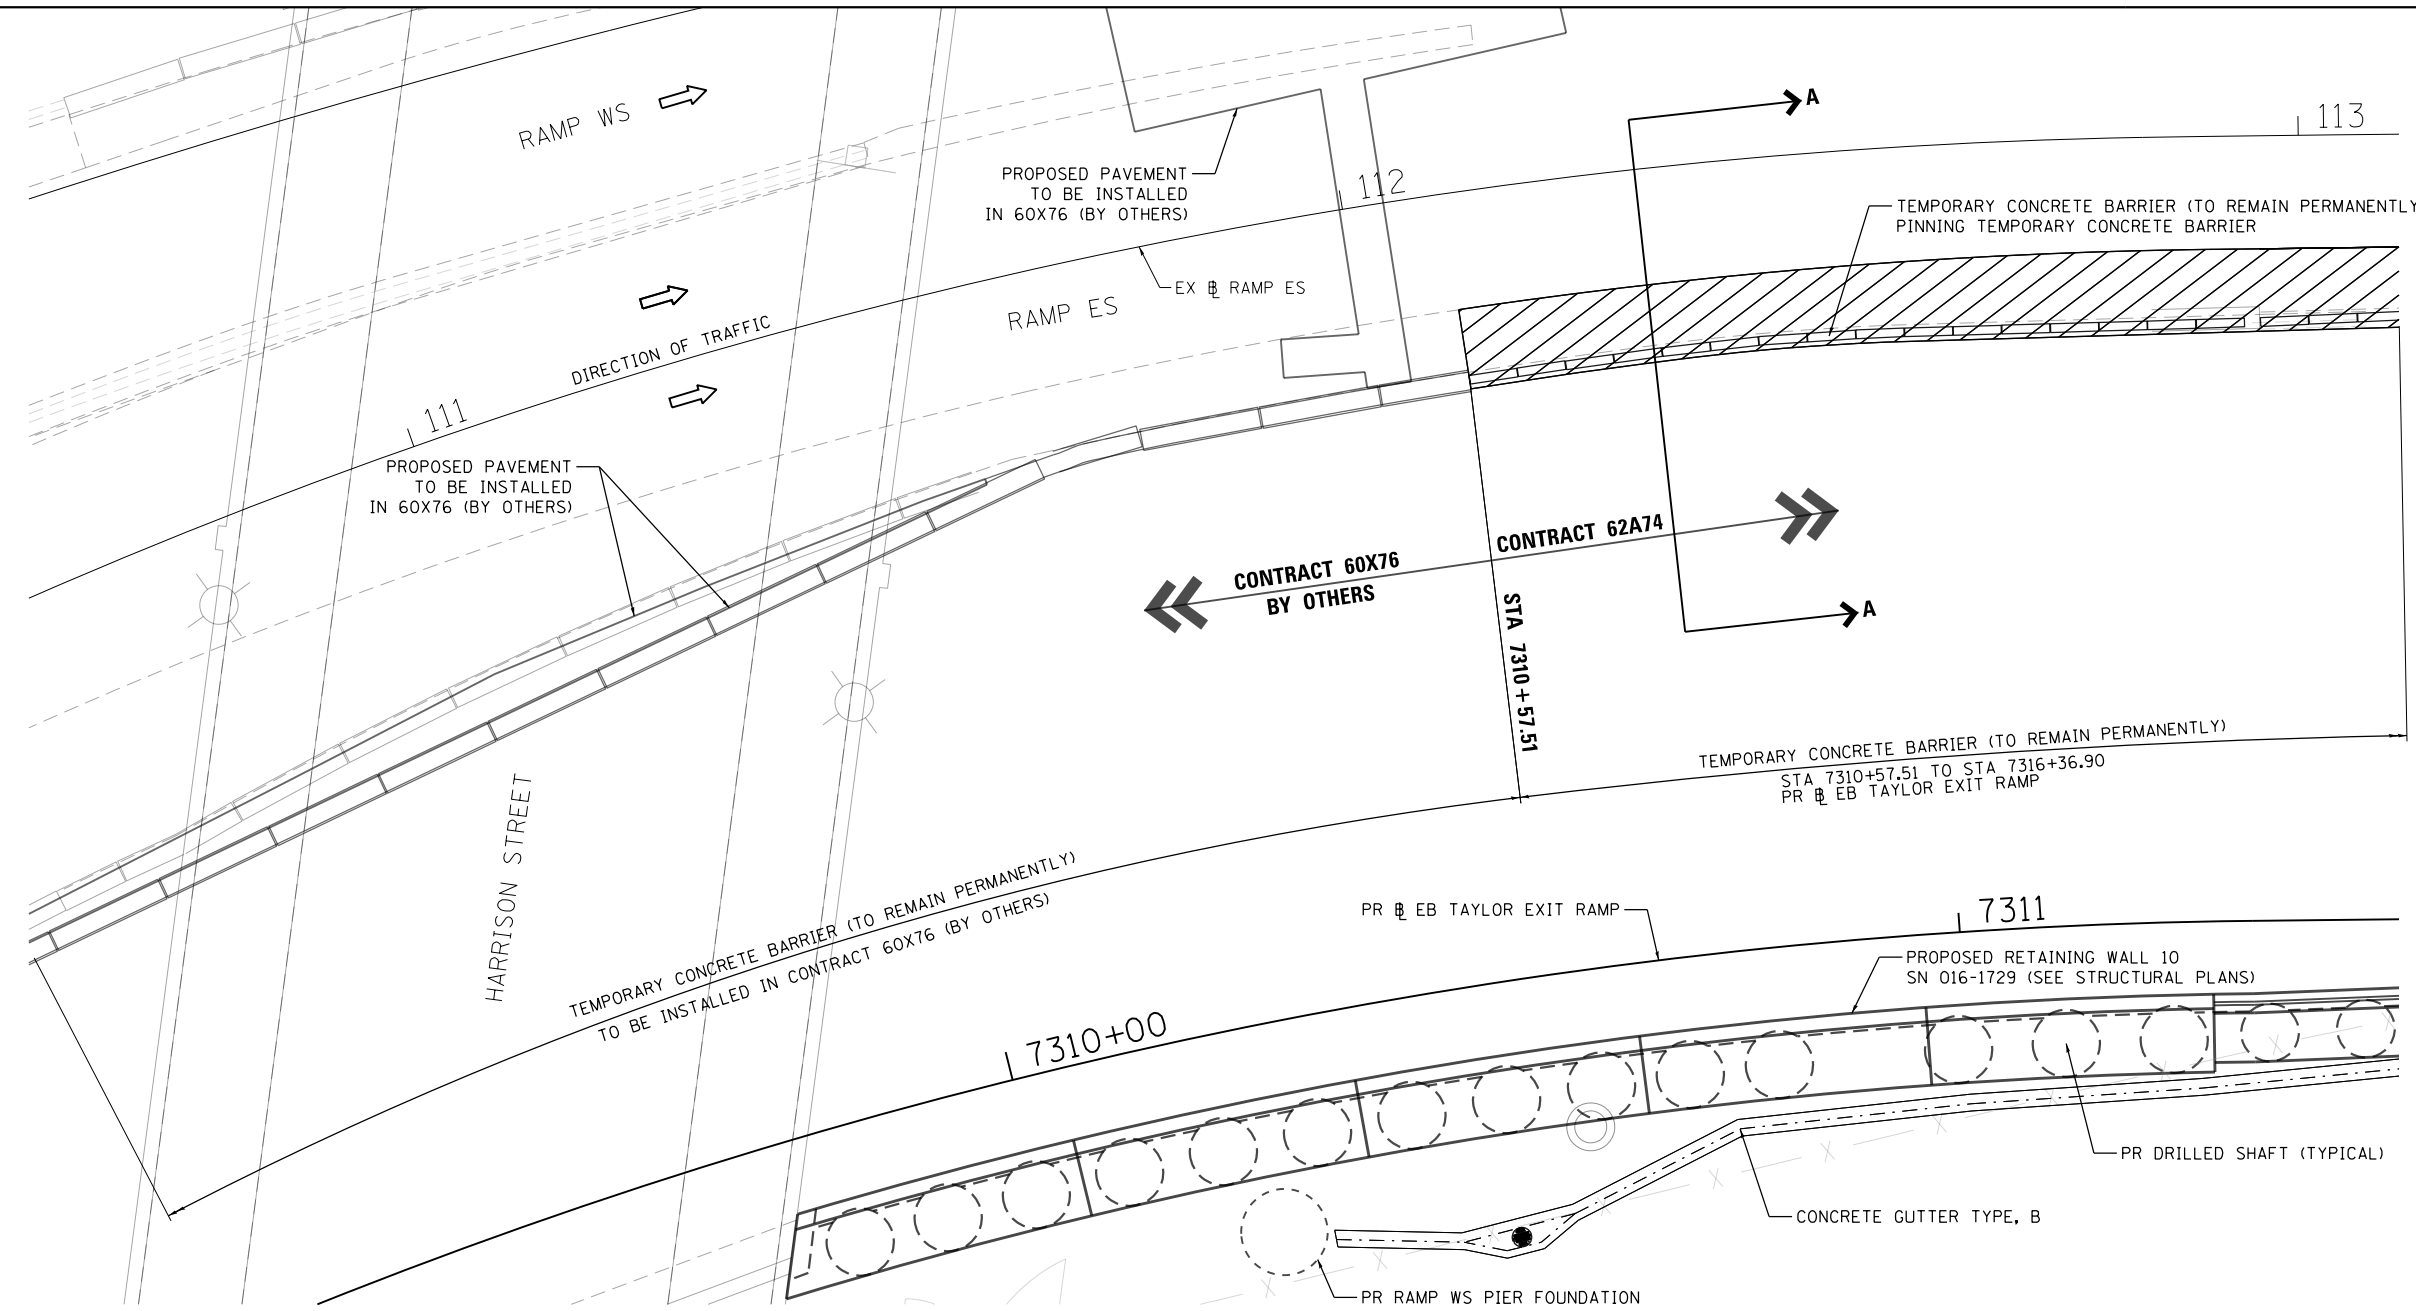 RAMP WS
A
113
PROPOSED PAVEMENT
TO BE INSTALLED
IN 60X76 (BY OTHERS)
112
TEMPORARY CONCRETE BARRIER (TO REMAIN PERMANENTLY
PINNING TEMPORARY CONCRETE BARRIER
EX ⅊ RAMP ES
RAMP ES
DIRECTION OF TRAFFIC
111
PROPOSED PAVEMENT
TO BE INSTALLED
IN 60X76 (BY OTHERS)
CONTRACT 62A74
CONTRACT 60X76
BY OTHERS
A
STA 7310+57.51
TEMPORARY CONCRETE BARRIER (TO REMAIN PERMANENTLY)
STA 7310+57.51 TO STA 7316+36.90
PR ⅊ EB TAYLOR EXIT RAMP
HARRISON STREET
TEMPORARY CONCRETE BARRIER (TO REMAIN PERMANENTLY)
TO BE INSTALLED IN CONTRACT 60X76 (BY OTHERS)
PR ⅊ EB TAYLOR EXIT RAMP
7311
PROPOSED RETAINING WALL 10
SN 016-1729 (SEE STRUCTURAL PLANS)
7310+00
PR DRILLED SHAFT (TYPICAL)
CONCRETE GUTTER TYPE, B
PR RAMP WS PIER FOUNDATION